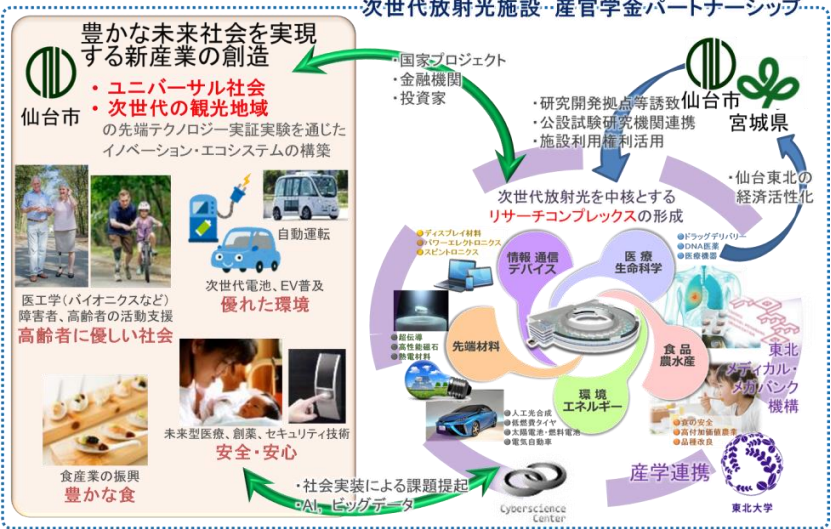 次世代放射光施設 産官学金パートナーシップ
豊かな未来社会を実現
する新産業の創造
仙台市
・ユニバーサル社会
・次世代の観光地域
の先端テクノロジー実証実験を通じた
イノベーション・エコシステムの構築
自動運転
医工学(バイオニクスなど)
障害者、高齢者の活動支援
高齢者に優しい社会
次世代電池、EV普及
優れた環境
食産業の振興
豊かな食
未来型医療、創薬、セキュリティ技術
安全・安心
・国家プロジェクト
・金融機関
・投資家
・研究開発拠点等誘致
・公設試験研究機関連携
・施設利用権利活用
仙台市
宮城県
・仙台東北の
経済活性化
次世代放射光を中核とする
リサーチコンプレックスの形成
●ディスプレイ材料
●パワーエレクトロニクス
●スピントロニクス
情報 通信
デバイス
医 療
生命科学
●ドラッグデリバリー
●DNA医薬
●医療機器
●超伝導
●高性能磁石
●熱電材料
先端材料
食 品
農水産
東北
メディカル・
メガバンク
機構
環 境
エネルギー
●人工光合成
●低燃費タイヤ
●太陽電池・燃料電池
●電気自動車
●食の安全
●高付加価値農業
●品種改良
産学連携
東北大学
・社会実装による課題提起
・AI, ビッグデータ
Cyberscience
Center